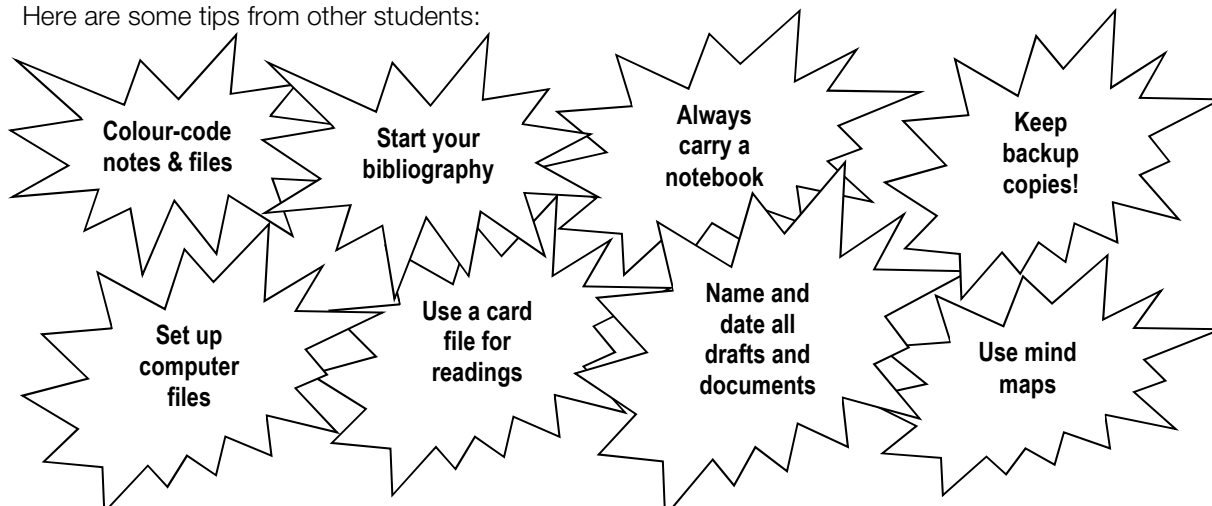 Here are some tips from other students:
Colour-code
notes & files
Start your
bibliography
Always
carry a
notebook
Keep
backup
copies!
Set up
computer
files
Use a card
file for
readings
Name and
date all
drafts and
documents
Use mind
maps